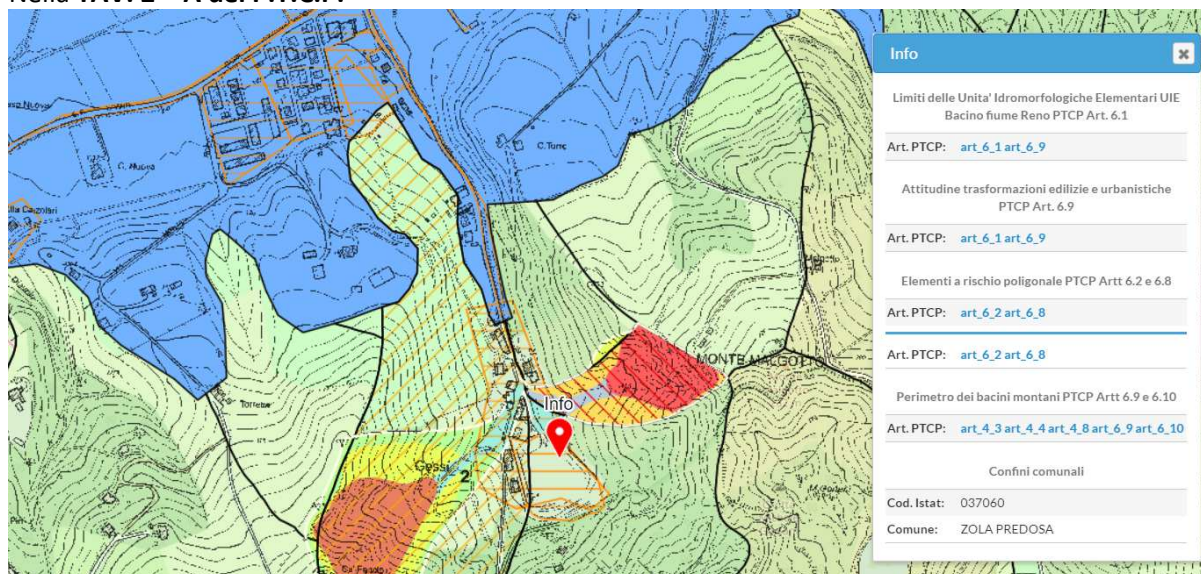 Info
Limiti delle Unita' Idromorfologiche Elementari UIE
Bacino fiume Reno PTCP Art. 6.1
Art. PTCP: art_6_1 art_6_9
Attitudine trasformazioni edilizie e urbanistiche
PTCP Art. 6.9
Art. PTCP: art_6_1 art_6_9
Elementi a rischio poligonale PTCP Artt 6.2 e 6.8
Art. PTCP: art_6_2 art_6_8
Art. PTCP: art_6_2 art_6_8
Perimetro dei bacini montani PTCP Artt 6.9 e 6.10
Art. PTCP: art_4_3 art_4_4 art_4_8 art_6_9 art_6_10
Confini comunali
Cod. Istat: 037060
Comune: ZOLA PREDOSA
C. Nuova
MONTE MALGOTTO
Info
Gessi
2